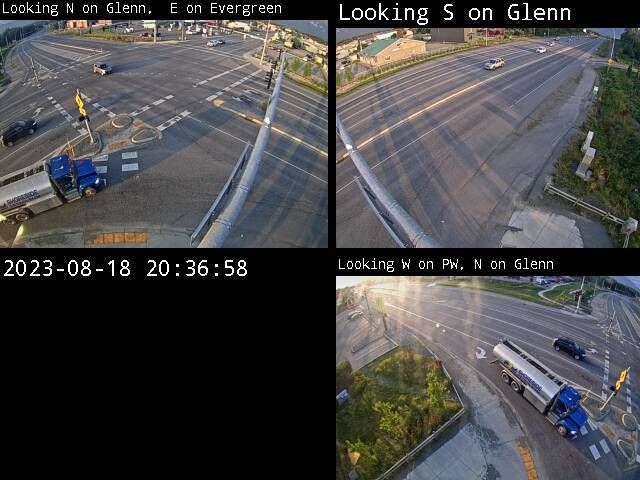 Looking N on Glenn,  E on Evergreen
Looking S on Glenn
2023-08-18 20:36:58
Looking W on PW, N on Glenn